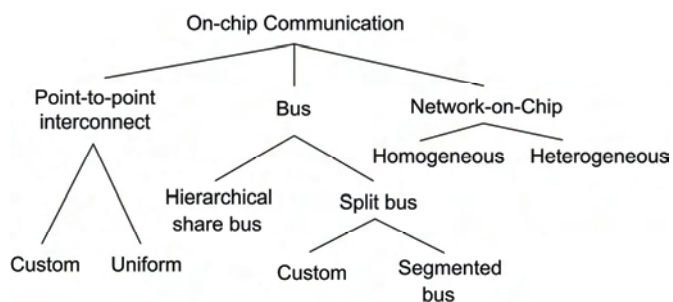 On-chip Communication
Point-to-point
interconnect
Bus
Network-on-Chip
Homogeneous
Heterogeneous
Hierarchical
share bus
Split bus
Custom
Uniform
Custom
Segmented
bus